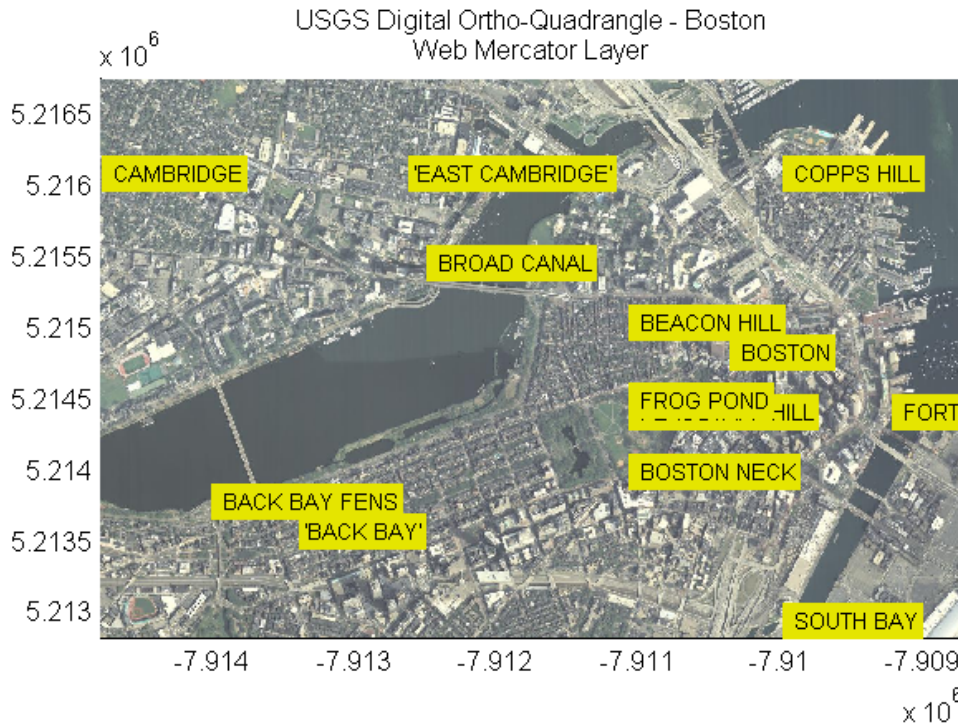 USGS Digital Ortho-Quadrangle - Boston
Web Mercator Layer
x 10^6
5.2165
5.216
5.2155
5.215
5.2145
5.214
5.2135
5.213
CAMBRIDGE
'EAST CAMBRIDGE'
COPPS HILL
BROAD CANAL
BEACON HILL
BOSTON
FROG POND
HILL
FORT
BOSTON NECK
BACK BAY FENS
'BACK BAY'
SOUTH BAY
-7.914
-7.913
-7.912
-7.911
-7.91
-7.909
x 10^6